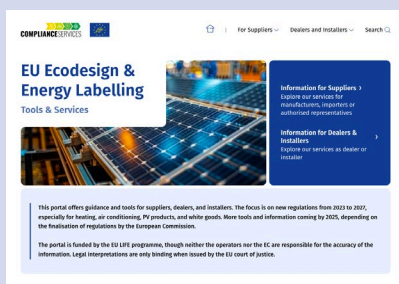 COMPLIANCESERVICES
For Suppliers
Dealers and Installers
Search
EU Ecodesign &
Energy Labelling
Tools & Services
Information for Suppliers
Explore our services for
manufacturers, importers or
authorised representatives
Information for Dealers &
Installers
Explore our services as dealer or
installer
This portal offers guidance and tools for suppliers, dealers, and installers. The focus is on new regulations from 2023 to 2027,
especially for heating, air conditioning, PV products, and white goods. More tools and information coming by 2025, depending on
the finalisation of regulations by the European Commission.
The portal is funded by the EU LIFE programme, though neither the operators nor the EC are responsible for the accuracy of the
information. Legal interpretations are only binding when issued by the EU court of justice.